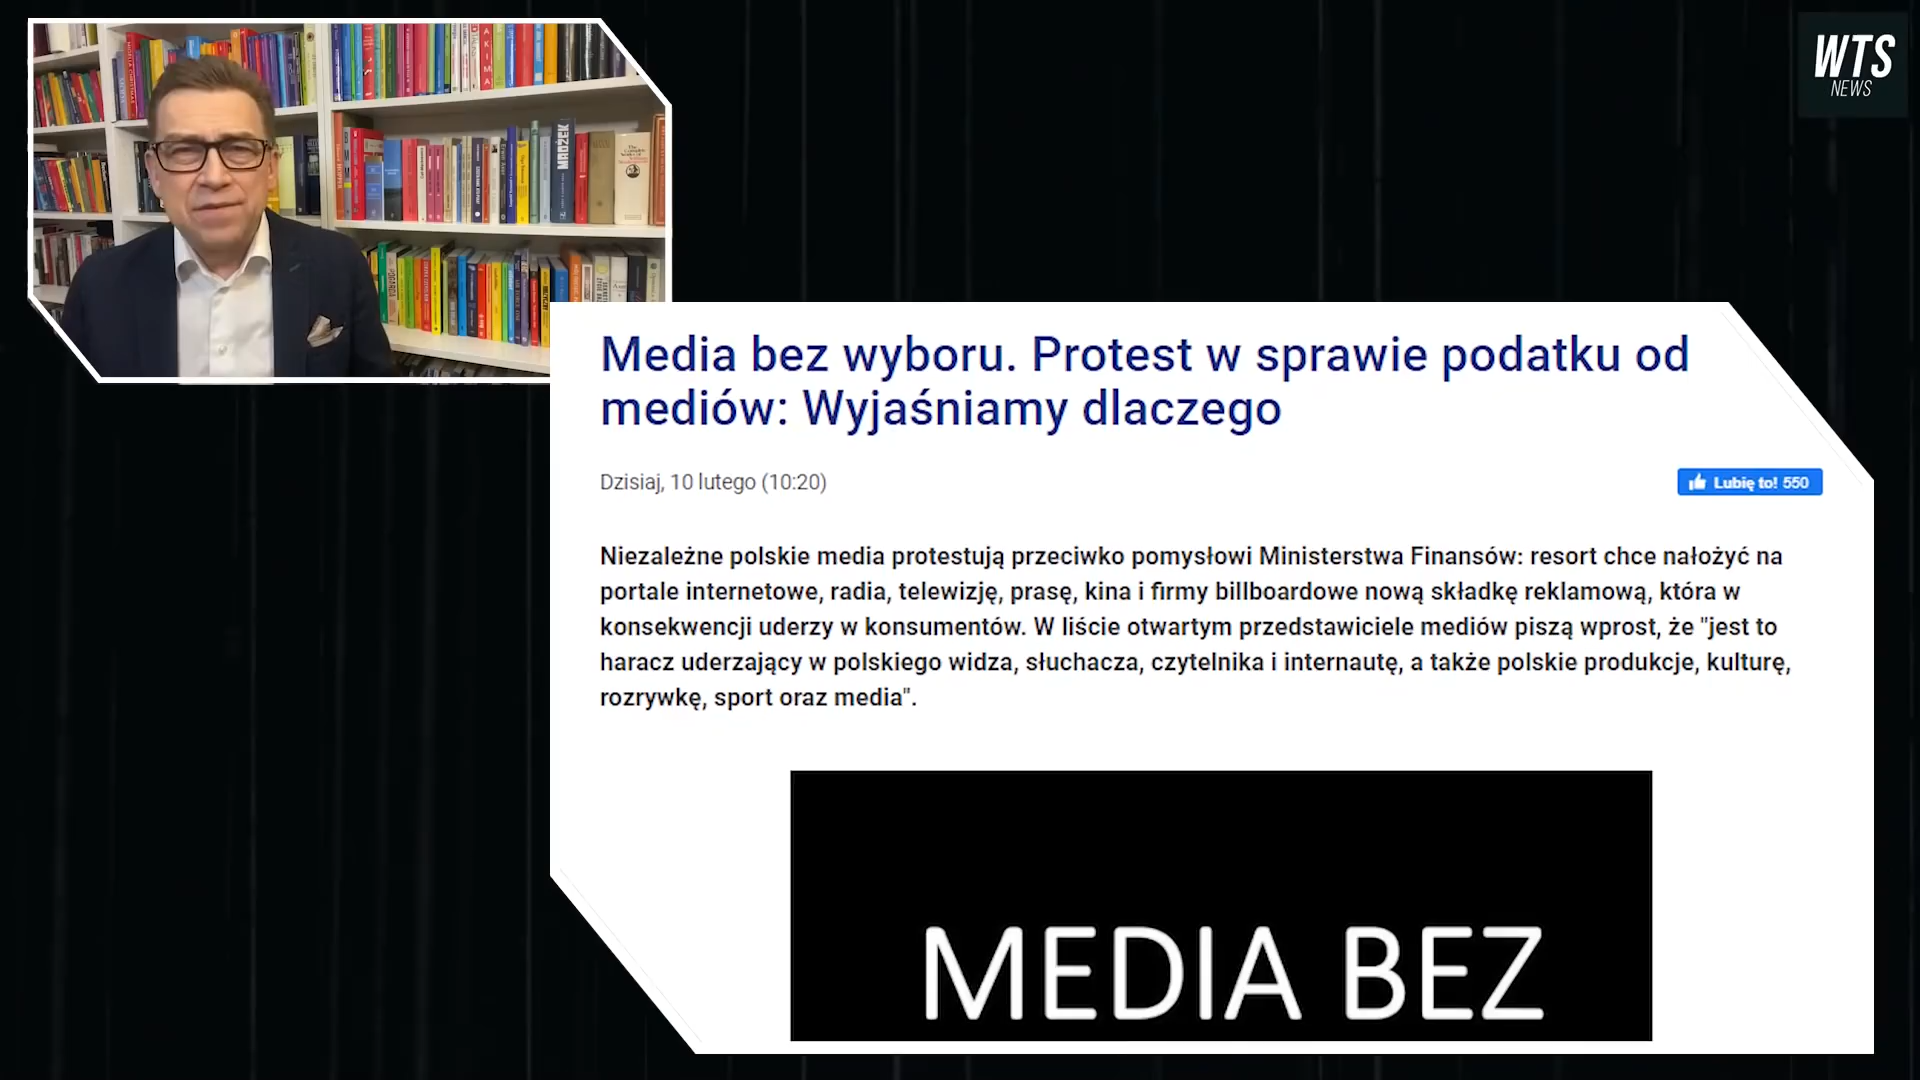 WTS
NEWS
AKIMA
MADŻEK
Media bez wyboru. Protest w sprawie podatku od
mediów: Wyjaśniamy dlaczego
Dzisiaj, 10 lutego (10:20)
Lubię to! 550
Niezależne polskie media protestują przeciwko pomysłowi Ministerstwa Finansów: resort chce nałożyć na
portale internetowe, radia, telewizję, prasę, kina i firmy billboardowe nową składkę reklamową, która w
konsekwencji uderzy w konsumentów. W liście otwartym przedstawiciele mediów piszą wprost, że "jest to
haracz uderzający w polskiego widza, słuchacza, czytelnika i internautę, a także polskie produkcje, kulturę,
rozrywkę, sport oraz media".
MEDIA BEZ